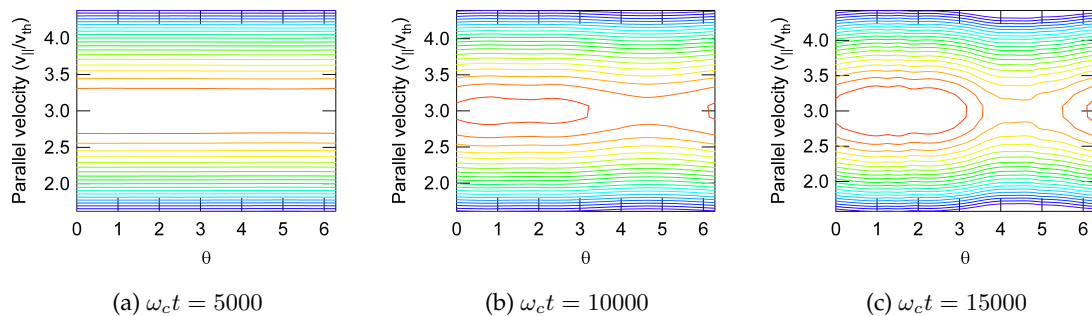 Parallel velocity (v||/vth)
4.0
3.5
3.0
2.5
2.0
0 1 2 3 4 5 6
θ
(a) ωct = 5000
Parallel velocity (v||/vth)
4.0
3.5
3.0
2.5
2.0
0 1 2 3 4 5 6
θ
(b) ωct = 10000
Parallel velocity (v||/vth)
4.0
3.5
3.0
2.5
2.0
0 1 2 3 4 5 6
θ
(c) ωct = 15000